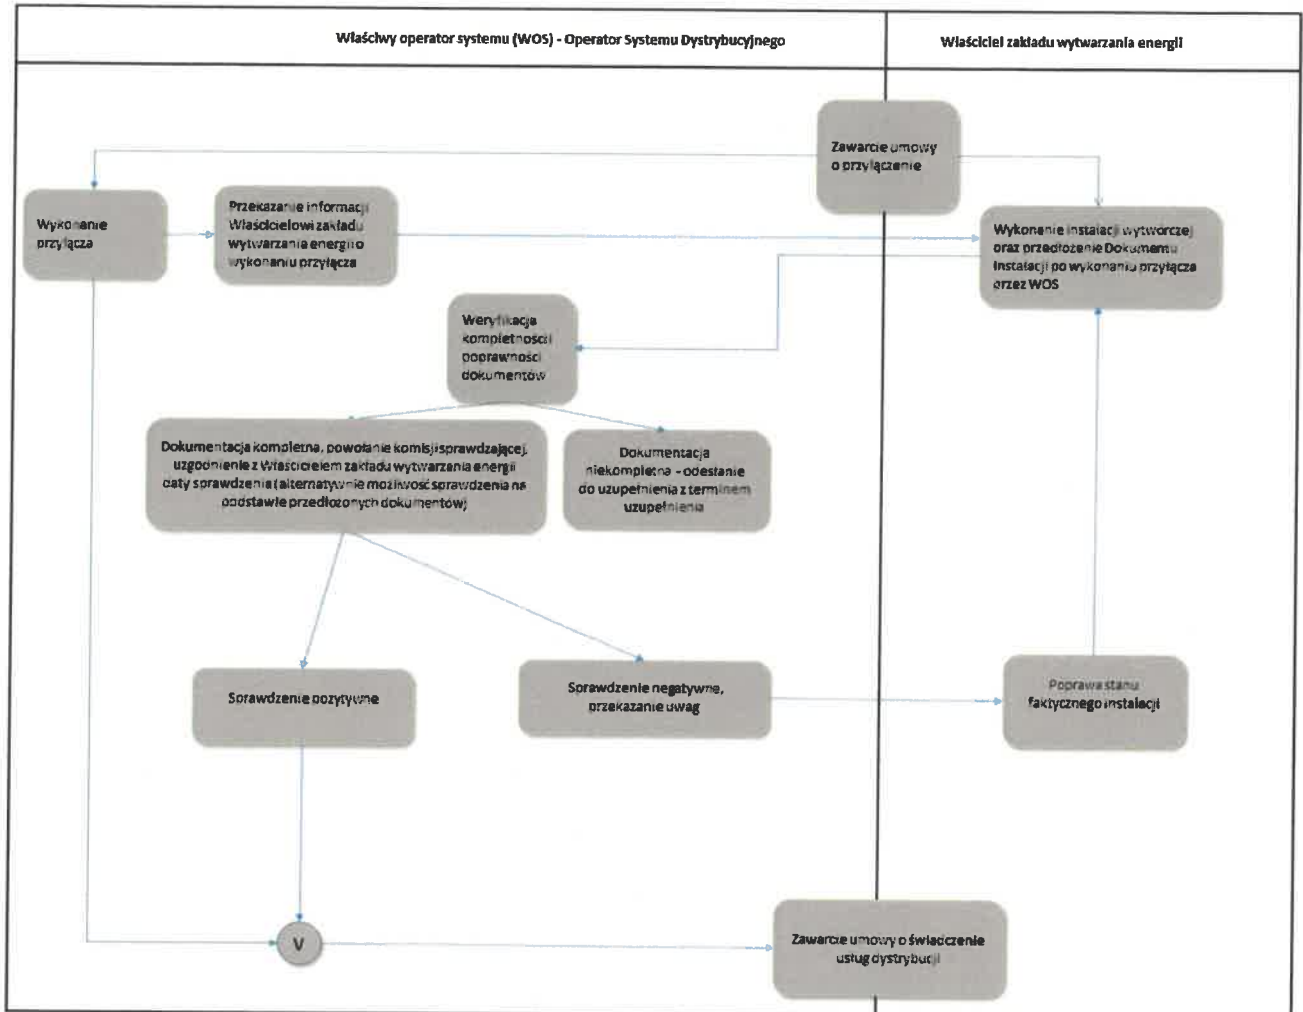 Właściwy operator systemu (WOS) - Operator Systemu Dystrybucyjnego
Właściciel zakładu wytwarzania energii
Zawarcie umowy
o przyłączenie
Wykonanie
przyłącza
Przekazanie informacji
Właścicielowi zakładu
wytwarzania energii o
wykonaniu przyłącza
Wykonanie instalacji wytwórczej
oraz przedłożenie Dokumentu
Instalacji po wykonaniu przyłącza
przez WOS
Weryfikacja
kompletności i
poprawności
dokumentów
Dokumentacja kompletna, powołanie komisji sprawdzającej,
uzgodnienie z Właścicielem zakładu wytwarzania energii
daty sprawdzenia (alternatywnie możliwość sprawdzenia na
podstawie przedłożonych dokumentów)
Dokumentacja
niekompletna - odesłanie
do uzupełnienia z terminem
uzupełnienia
Sprawdzenie pozytywne
Sprawdzenie negatywne,
przekazanie uwag
Poprawa stanu
faktycznego instalacji
V
Zawarcie umowy o świadczenie
usług dystrybucji